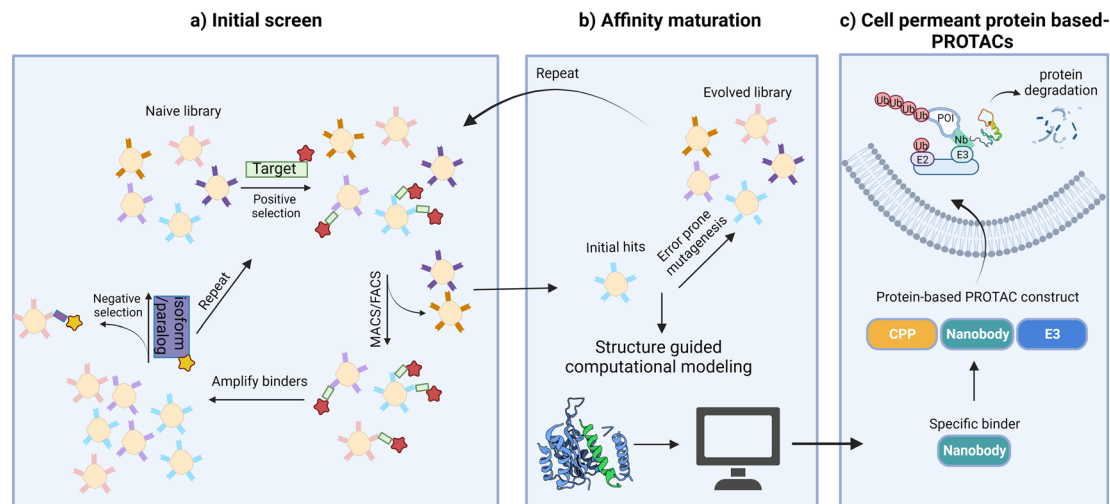 a) Initial screen
Naive library
Target
Positive
selection
MACS/FACS
Amplify binders
Negative
selection
isoform
/paralog
Repeat
b) Affinity maturation
Repeat
Evolved library
Initial hits
Error prone
mutagenesis
Structure guided
computational modeling
c) Cell permeant protein based-
PROTACs
protein
degradation
Ub
Ub
Ub
Ub
POI
Nb
Ub
E2
E3
Protein-based PROTAC construct
CPP
Nanobody
E3
Specific binder
Nanobody